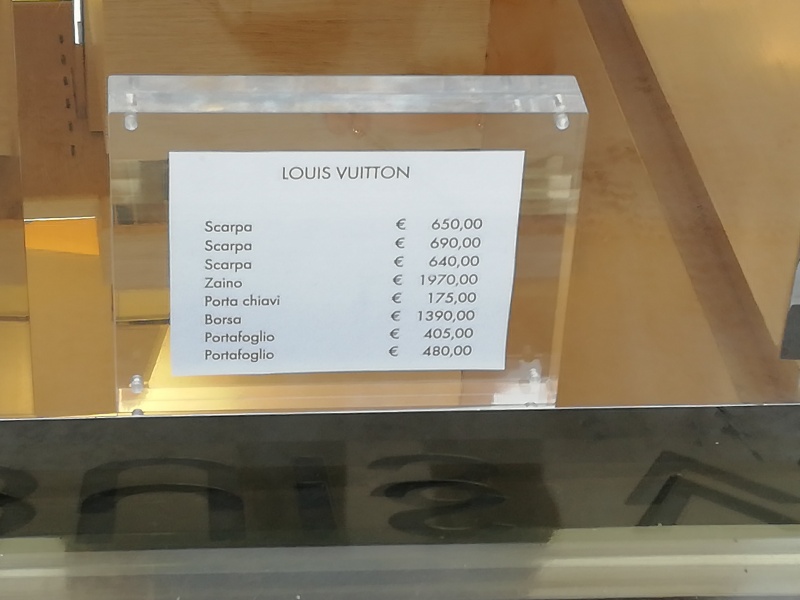 LOUIS VUITTON
Scarpa € 650,00
Scarpa € 690,00
Scarpa € 640,00
Zaino € 1970,00
Porta chiavi € 175,00
Borsa € 1390,00
Portafoglio € 405,00
Portafoglio € 480,00